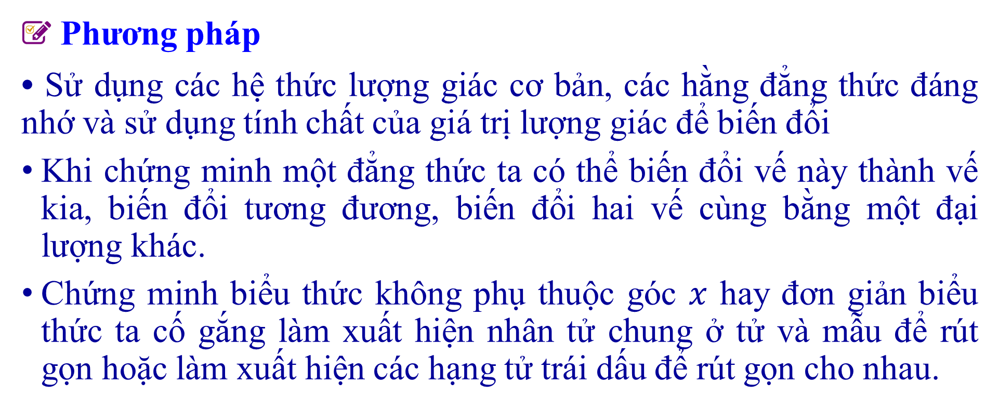 Phương pháp
• Sử dụng các hệ thức lượng giác cơ bản, các hằng đẳng thức đáng
nhớ và sử dụng tính chất của giá trị lượng giác để biến đổi
• Khi chứng minh một đẳng thức ta có thể biến đổi vế này thành vế
kia, biến đổi tương đương, biến đổi hai vế cùng bằng một đại
lượng khác.
• Chứng minh biểu thức không phụ thuộc góc x hay đơn giản biểu
thức ta cố gắng làm xuất hiện nhân tử chung ở tử và mẫu để rút
gọn hoặc làm xuất hiện các hạng tử trái dấu để rút gọn cho nhau.